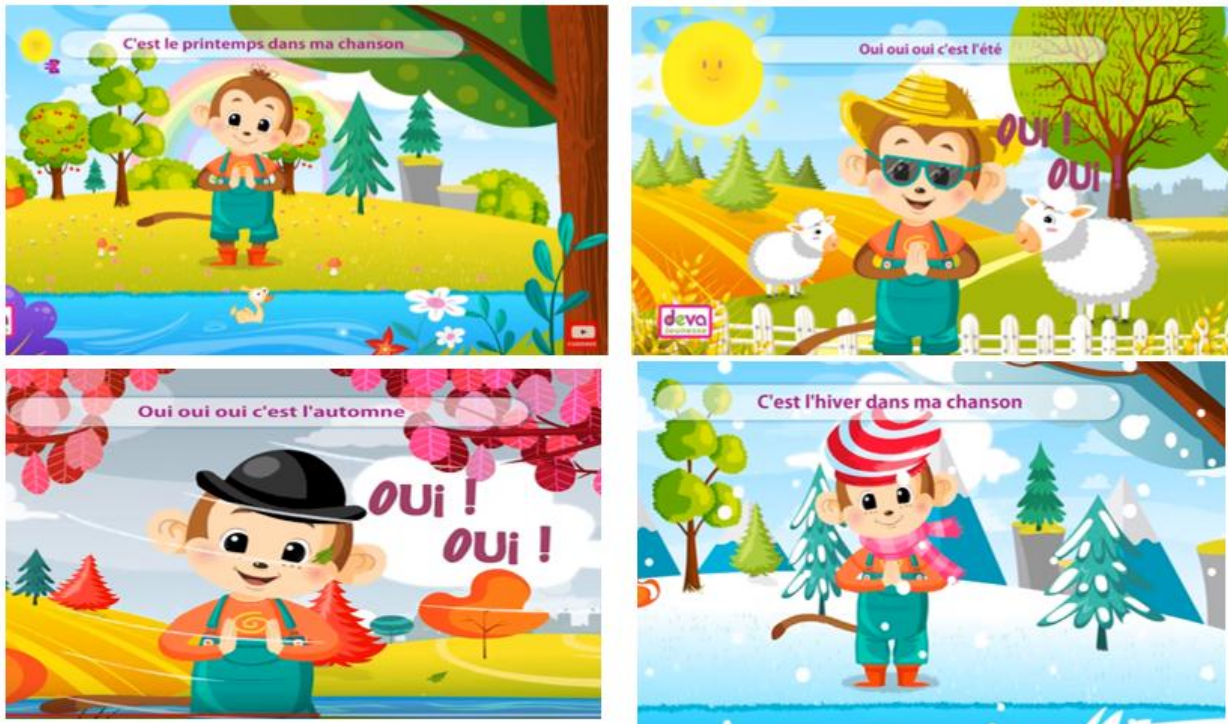 C'est le printemps dans ma chanson
Oui oui oui c'est l'été
OUi !
OUi !
deva
jeunesse
Oui oui oui c'est l'automne
OUi !
OUi !
C'est l'hiver dans ma chanson